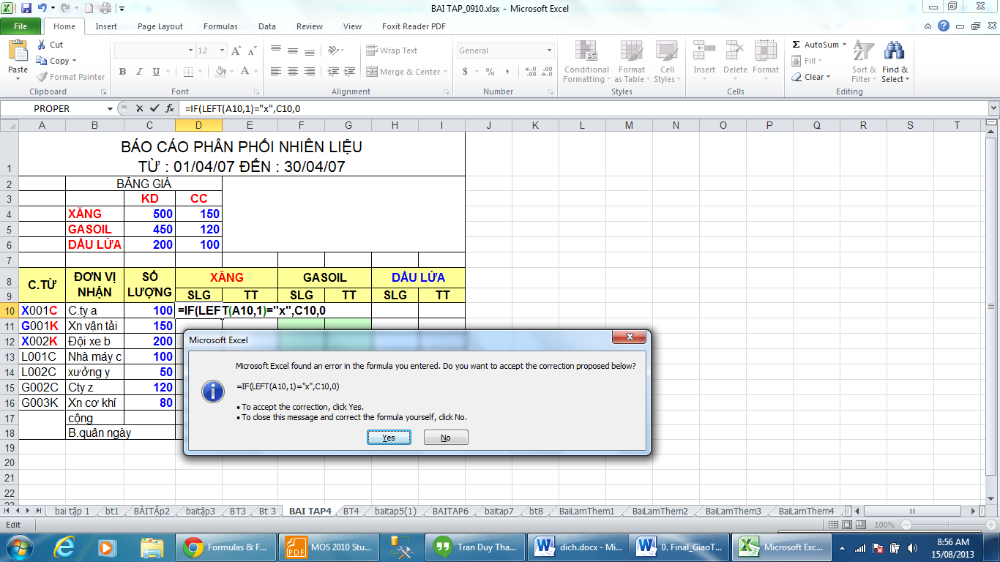 BAI TAP_0910.xlsx - Microsoft Excel
File Home Insert Page Layout Formulas Data Review View Foxit Reader PDF
Paste
Cut
Copy
Format Painter
Clipboard
12
B I U
Font
Wrap Text
Merge & Center
Alignment
General
$ % ,
Number
Conditional Formatting
Format as Table
Cell Styles
Styles
Insert Delete Format
Cells
Σ AutoSum
Fill
Clear
Sort & Filter
Find & Select
Editing
PROPER fx =IF(LEFT(A10,1)="x",C10,0
A B C D E F G H I J K L M N O P Q R S T
BÁO CÁO PHÂN PHỐI NHIÊN LIỆU
1 TỪ : 01/04/07 ĐẾN : 30/04/07
2 BẢNG GIÁ
3 KD CC
4 XĂNG 500 150
5 GASOIL 450 120
6 DẦU LỬA 200 100
7
8 C.TỪ ĐƠN VỊ NHẬN SỐ LƯỢNG XĂNG GASOIL DẦU LỬA
9 SLG TT SLG TT SLG TT
10 X001C C.ty a 100 =IF(LEFT(A10,1)="x",C10,0
11 G001K Xn vận tải 150
12 X002K Đội xe b 200
13 L001C Nhà máy c 100
14 L002C xưởng y 50
15 G002C Cty z 120
16 G003K Xn cơ khí 80
17 cộng
18 B.quân ngày
19
20
21
22
Microsoft Excel
Microsoft Excel found an error in the formula you entered. Do you want to accept the correction proposed below?
=IF(LEFT(A10,1)="x",C10,0)
• To accept the correction, click Yes.
• To close this message and correct the formula yourself, click No.
Yes No
bai tập 1 bt1 BÀITẬp2 baitập3 BT3 Bt 3 BAI TAP4 BT4 baitap5(1) BAITAP6 baitap7 bt8 BaiLamThem1 BaiLamThem2 BaiLamThem3 BaiLamThem4
Edit 100%
Formulas & F... MOS 2010 Stu... Tran Duy Tha... dich.docx - Mi... 0. Final_GiaoT... Microsoft Exc...
8:56 AM
15/08/2013